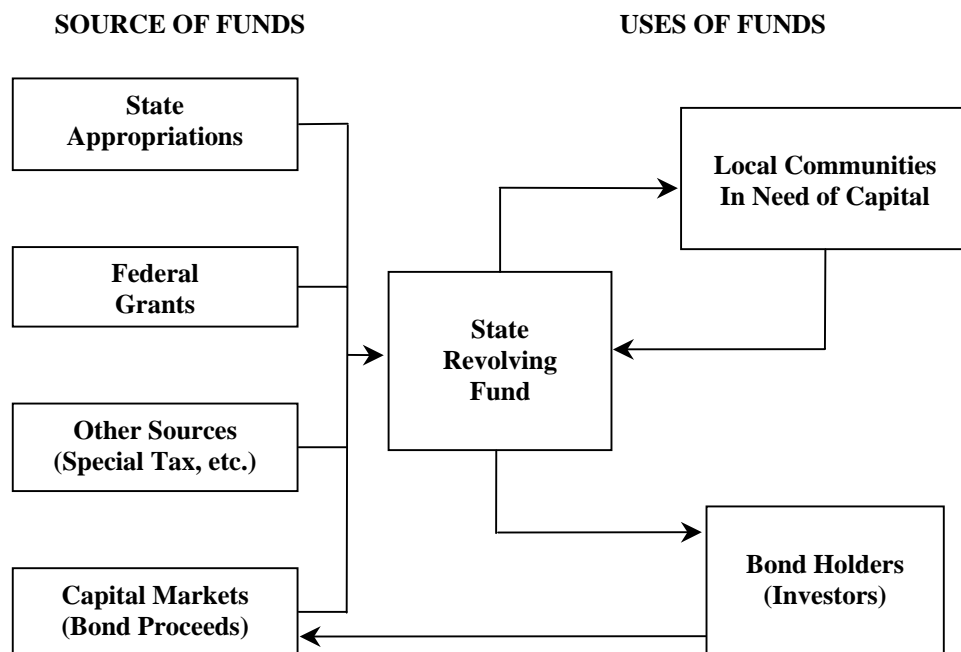 SOURCE OF FUNDS
USES OF FUNDS
State
Appropriations
Federal
Grants
Other Sources
(Special Tax, etc.)
Capital Markets
(Bond Proceeds)
State
Revolving
Fund
Local Communities
In Need of Capital
Bond Holders
(Investors)